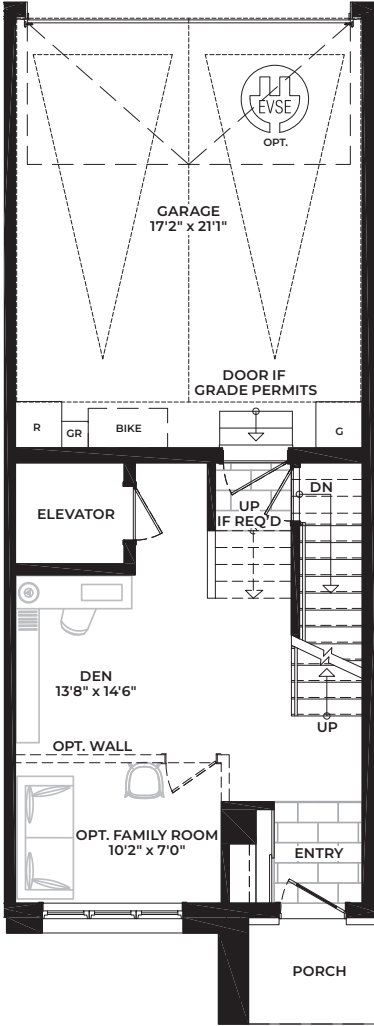 EVSE
OPT.
GARAGE
17'2" x 21'1"
DOOR IF
GRADE PERMITS
R
GR
BIKE
G
ELEVATOR
UP
IF REQ'D
DN
DEN
13'8" x 14'6"
UP
OPT. WALL
OPT. FAMILY ROOM
10'2" x 7'0"
ENTRY
PORCH